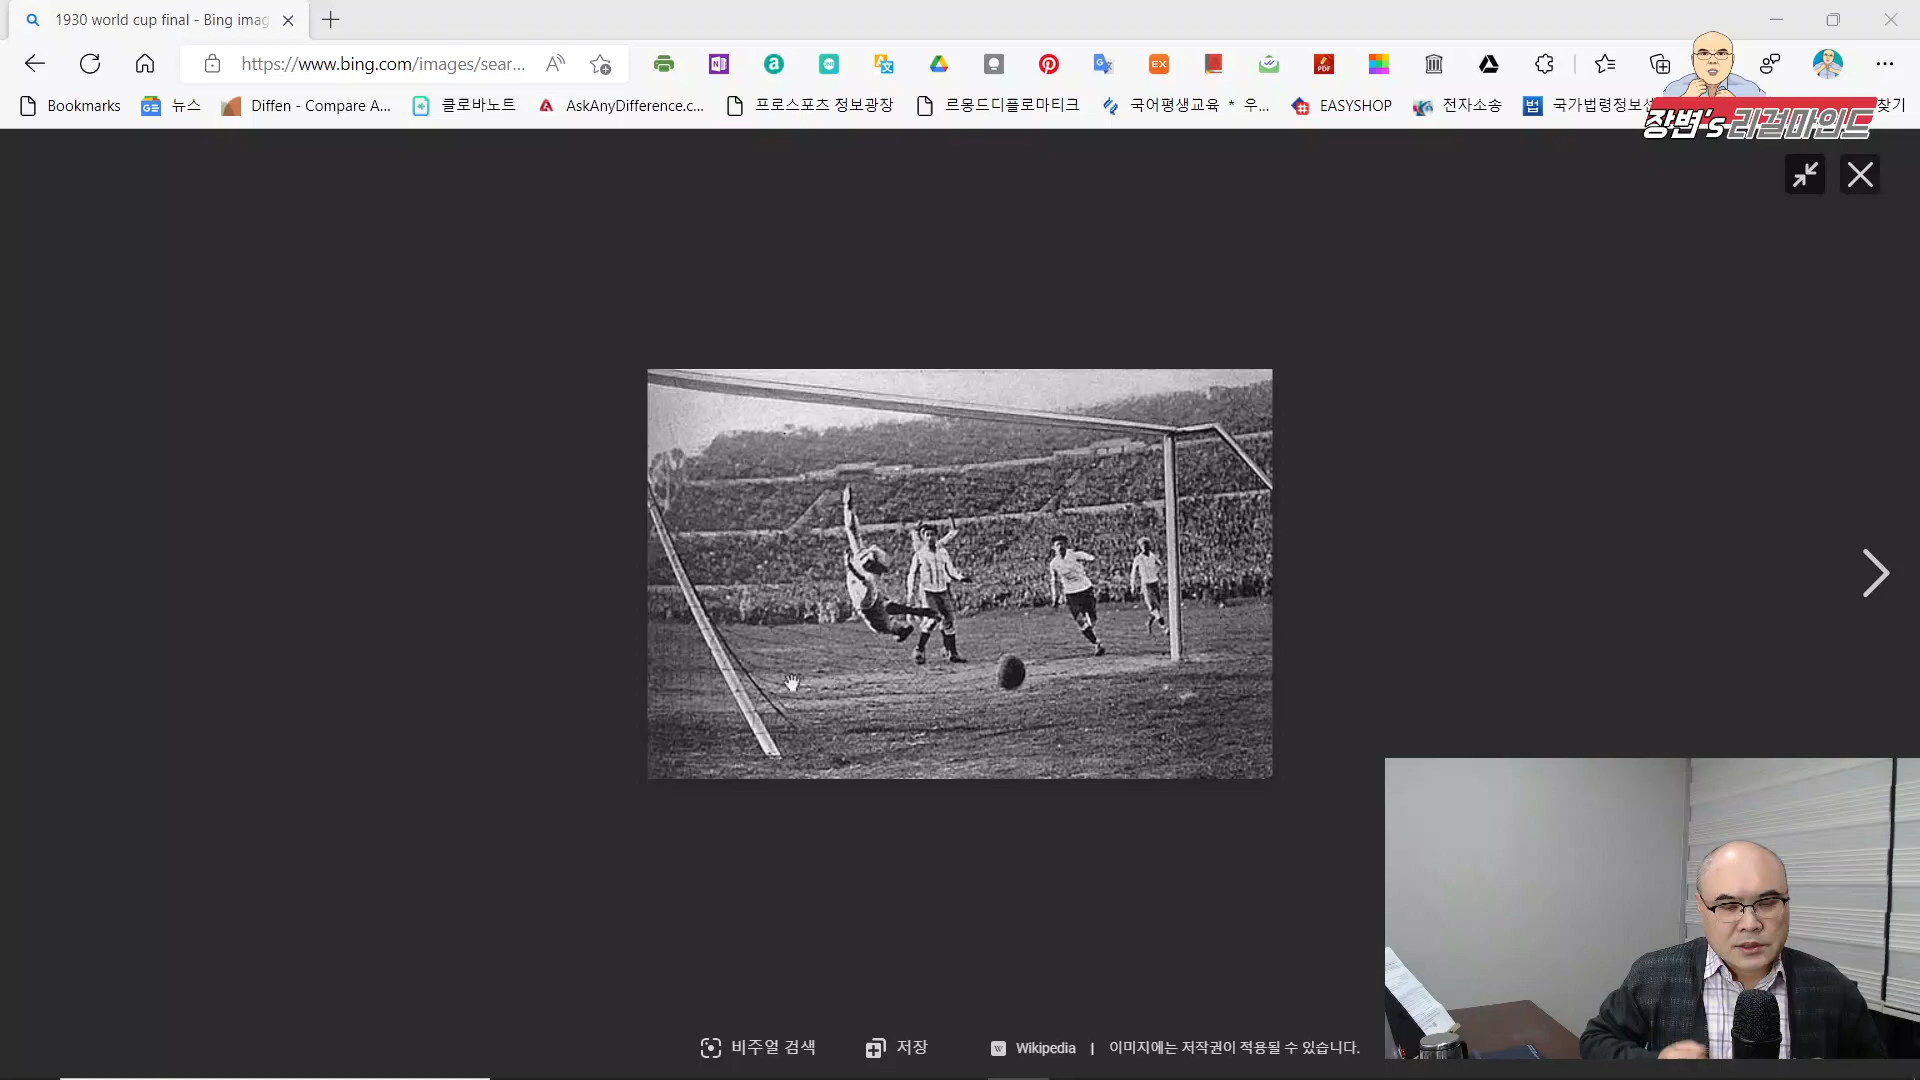 1930 world cup final - Bing imag
https://www.bing.com/images/sear...
Bookmarks
뉴스
Diffen - Compare A...
클로바노트
AskAnyDifference.c...
프로스포츠 정보광장
르몽드디플로마티크
국어평생교육 * 우...
EASYSHOP
전자소송
국가법령정보
찾기
장변's 리걸마인드
비주얼 검색
저장
Wikipedia | 이미지에는 저작권이 적용될 수 있습니다.